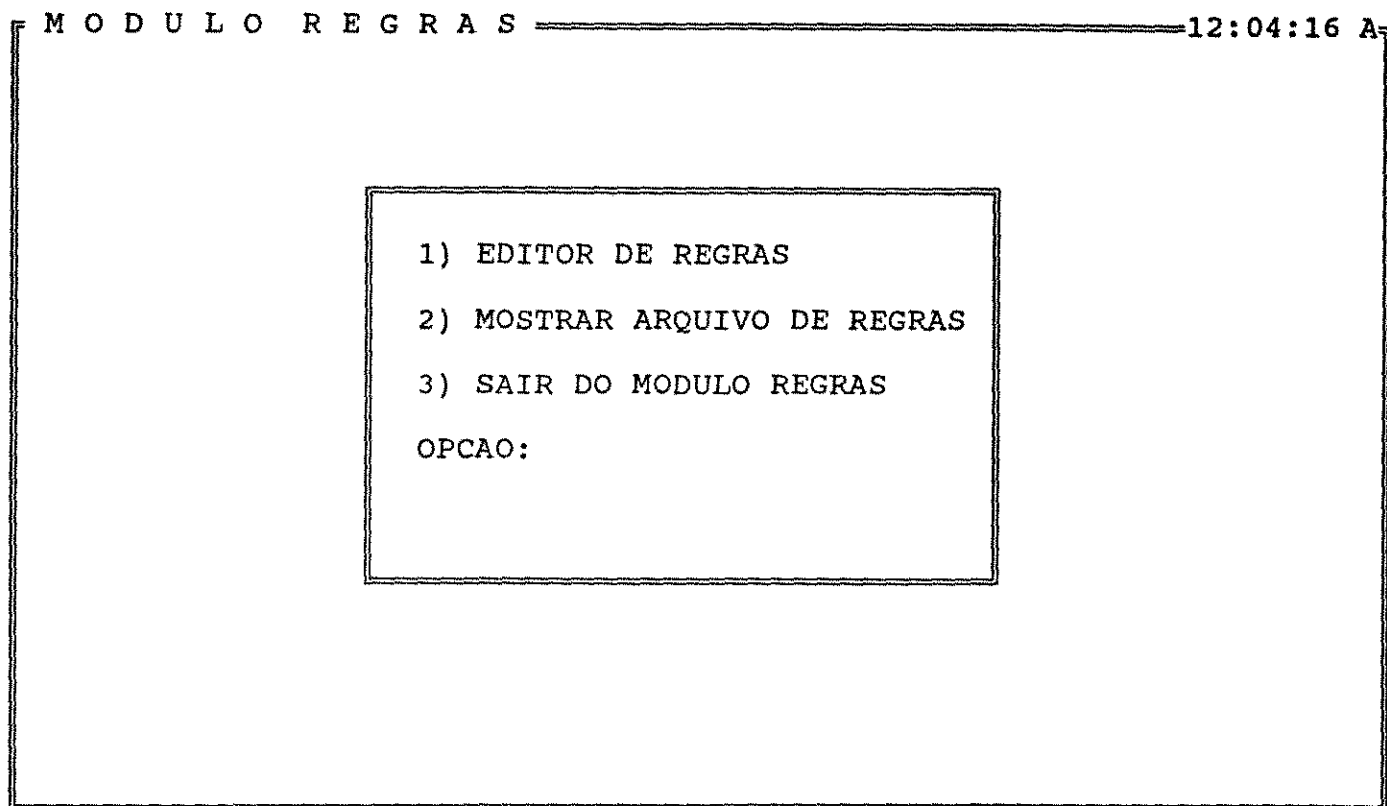 M O D U L O R E G R A S 12:04:16 A
1) EDITOR DE REGRAS
2) MOSTRAR ARQUIVO DE REGRAS
3) SAIR DO MODULO REGRAS
OPCAO: